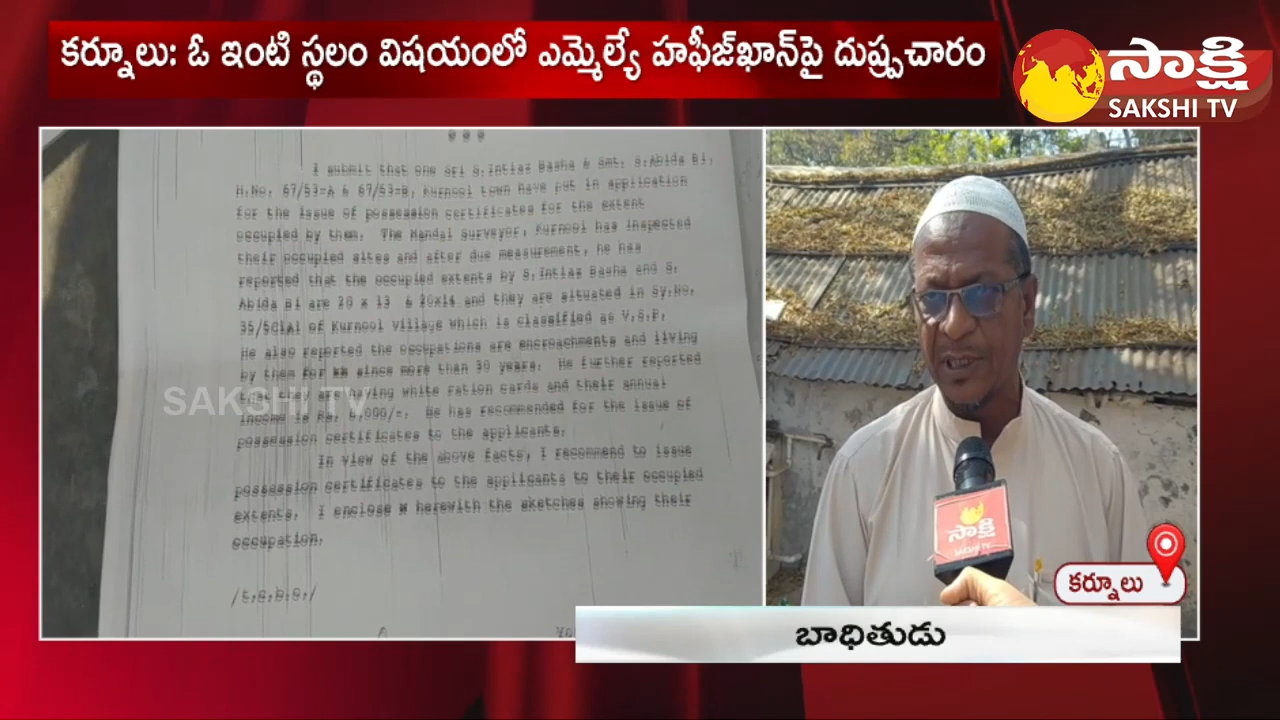 కర్నూలు: ఓ ఇంటి స్థలం విషయంలో ఎమ్మెల్యే హఫీజ్‌ఖాన్‌పై దుష్ప్రచారం
సాక్షి
SAKSHI TV
I submit that one Sri S.Intiaz Basha & Smt. S.Abida Bi,
H.No. 67/53-A & 67/53-B, Kurnool town have put in application
for the issue of possession certificates for the extent
occupied by them. The Mandal Surveyor, Kurnool has inspected
their occupied sites and after due measurement, he has
reported that the occupied extents by S.Intiaz Basha and S.
Abida Bi are 20 x 13 & 20x14 and they are situated in Sy.No.
35/5C(A) of Kurnool village which is classified as V.S.P.
He also reported the occupations are encroachments and living
by them for since more than 30 years. He further reported
having white ration cards and their annual
income is Rs. ,000/=. He has recommended for the issue of
possession certificates to the applicants.
In view of the above facts, I recommend to issue
possession certificates to the applicants to their occupied
extents. I enclose herewith the sketches showing their
occupation.
/t.c.b.o./
SAKSHI TV
సాక్షి
SAKSHI TV
కర్నూలు
బాధితుడు